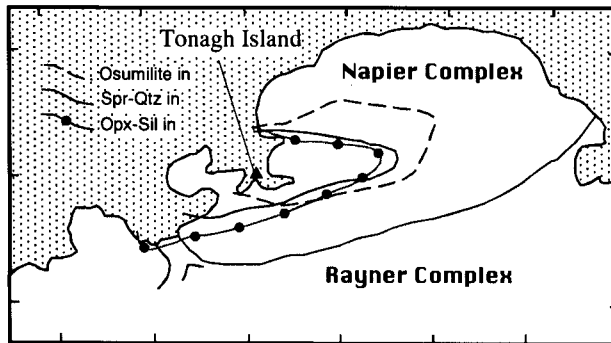 Tonagh Island
Napier Complex
Osumilite in
Spr-Qtz in
Opx-Sil in
Rayner Complex